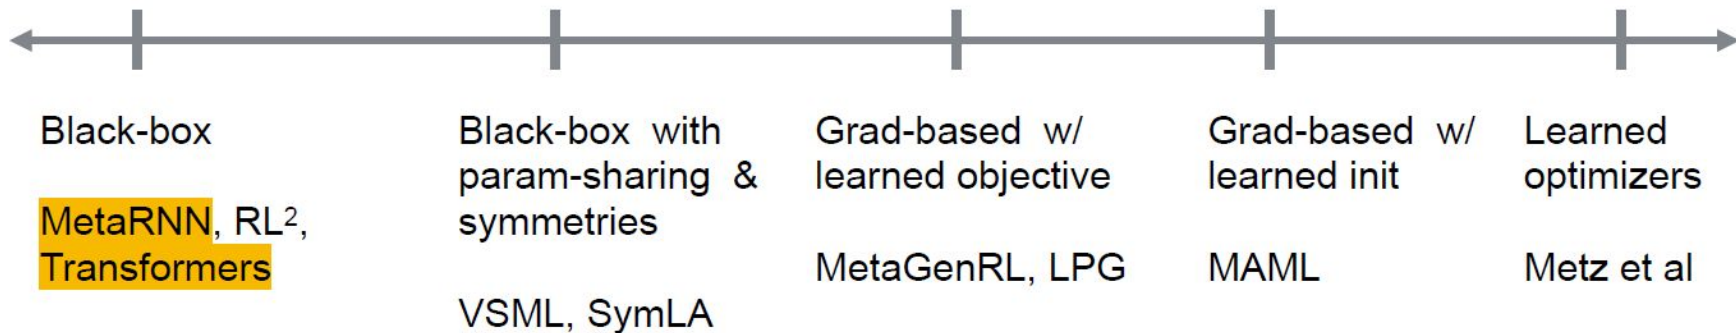 Black-box
MetaRNN, RL²,
Transformers
Black-box with
param-sharing &
symmetries
VSML, SymLA
Grad-based w/
learned objective
MetaGenRL, LPG
Grad-based w/
learned init
MAML
Learned
optimizers
Metz et al